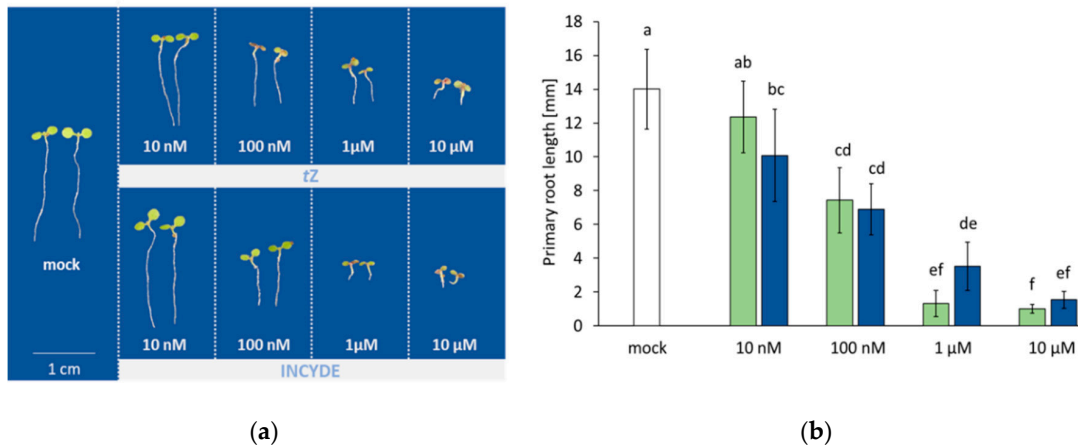 mock
1 cm
10 nM 100 nM 1μM 10 μM
tZ
10 nM 100 nM 1μM 10 μM
INCYDE
(a)
Primary root length [mm]
18
16
14
12
10
8
6
4
2
0
a
ab
bc
cd
cd
ef
de
f
ef
mock 10 nM 100 nM 1 μM 10 μM
(b)